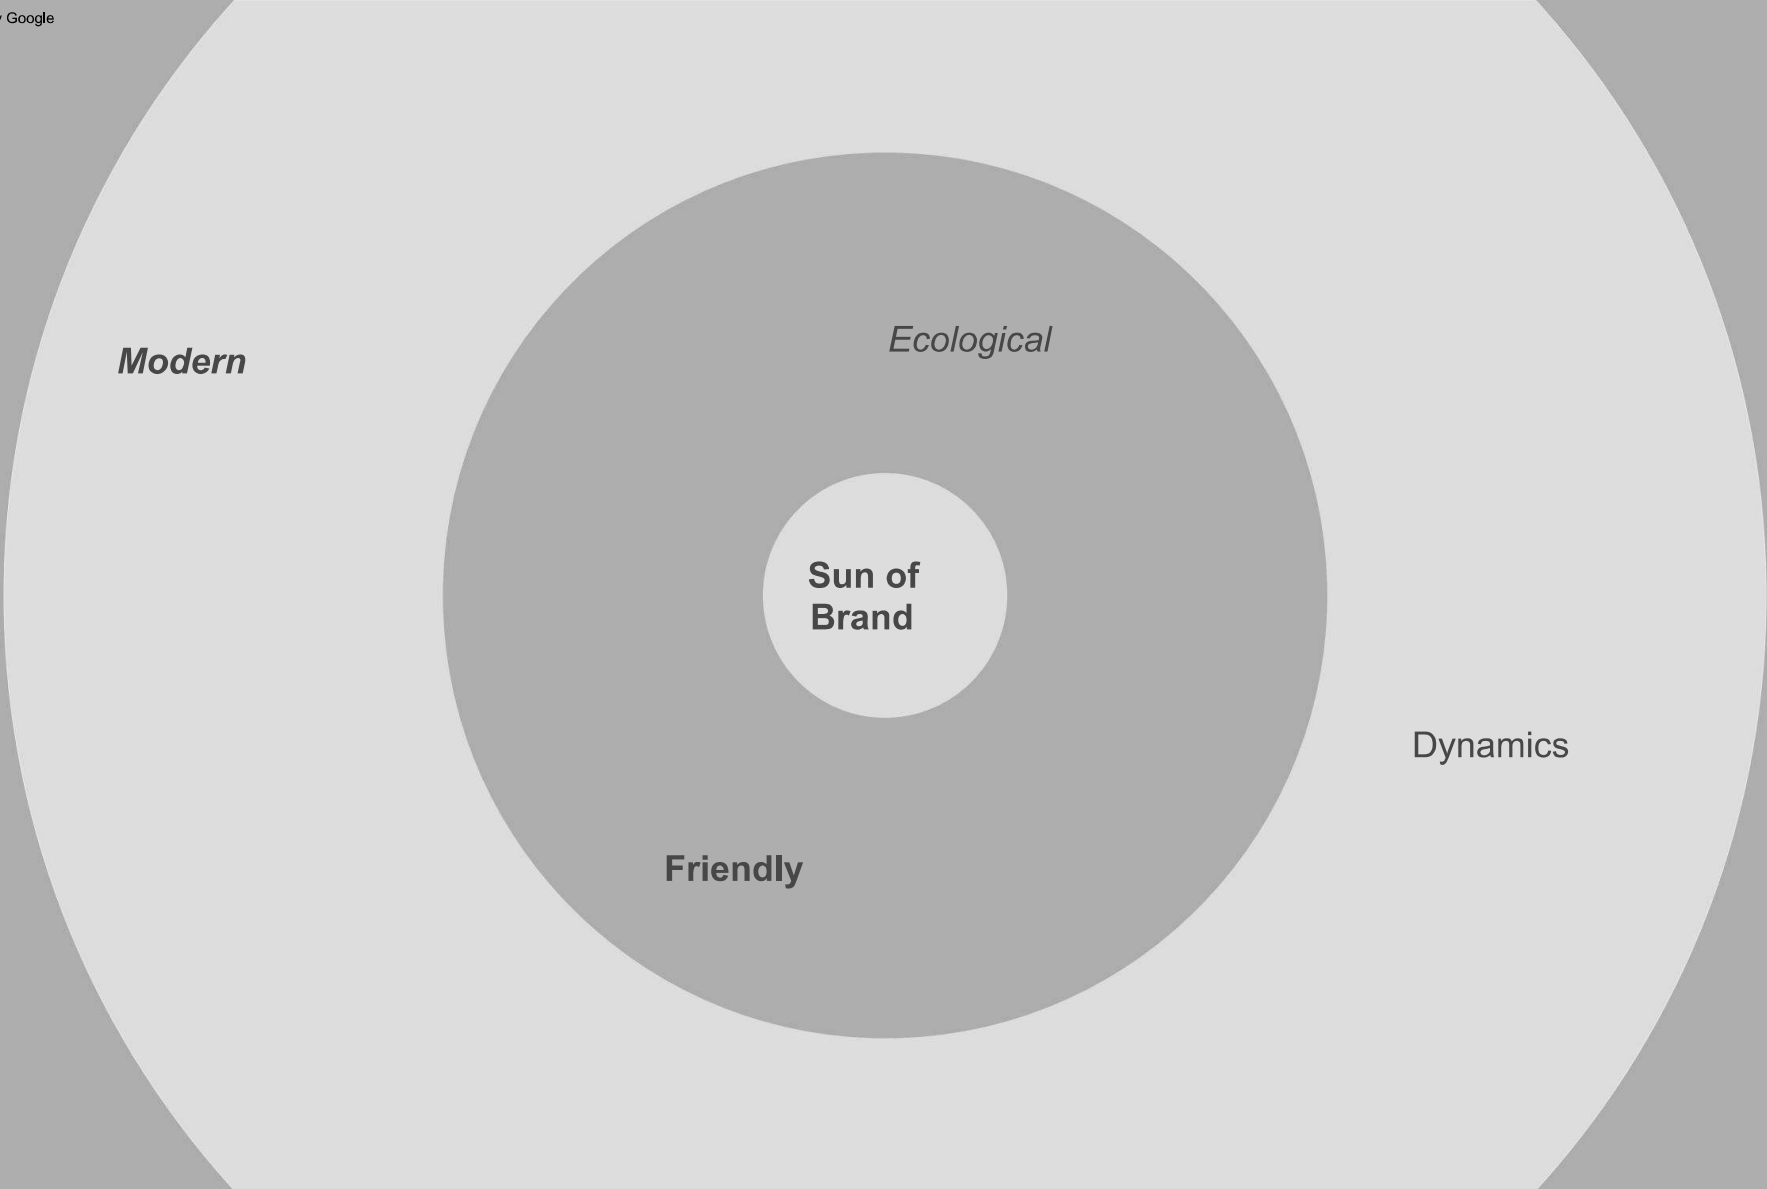 Google
Ecological
Modern
Sun of
Brand
Dynamics
Friendly